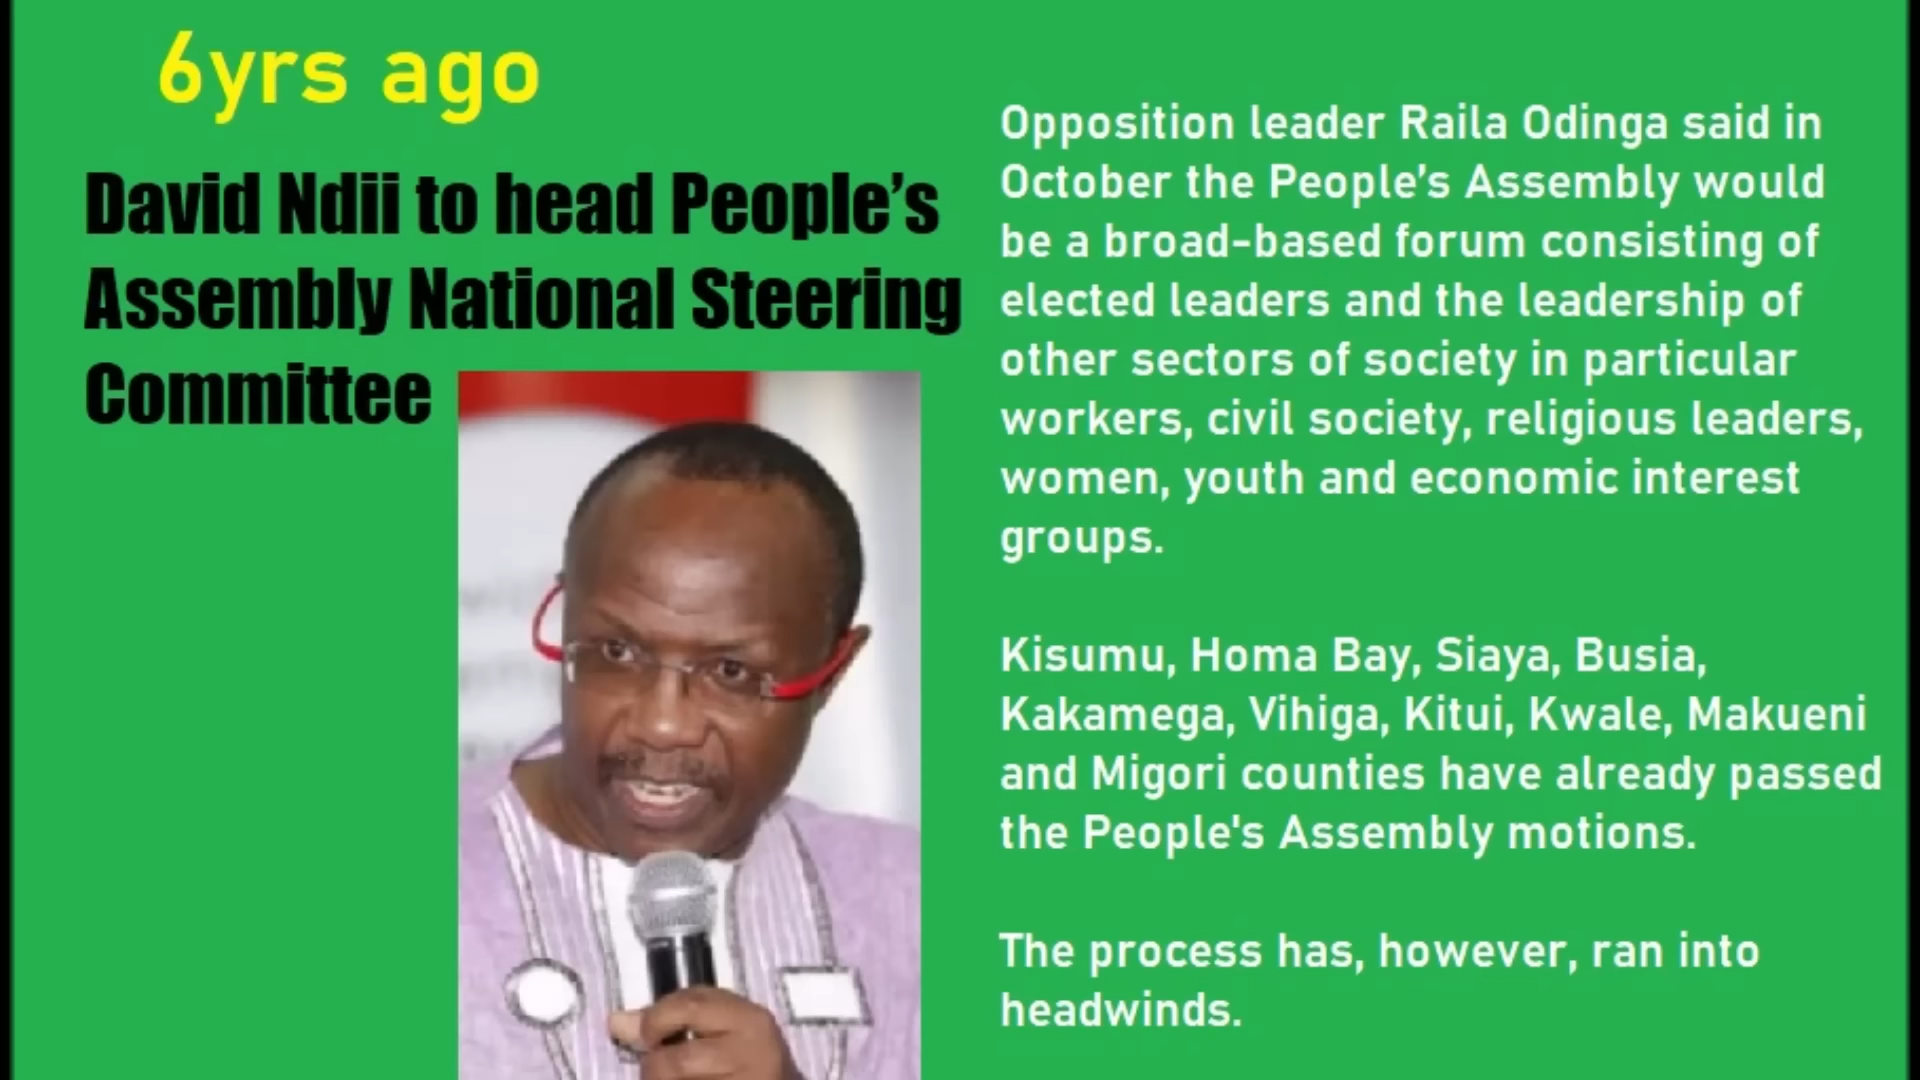 6yrs ago
David Ndii to head People’s
Assembly National Steering
Committee
Opposition leader Raila Odinga said in
October the People’s Assembly would
be a broad-based forum consisting of
elected leaders and the leadership of
other sectors of society in particular
workers, civil society, religious leaders,
women, youth and economic interest
groups.
Kisumu, Homa Bay, Siaya, Busia,
Kakamega, Vihiga, Kitui, Kwale, Makueni
and Migori counties have already passed
the People's Assembly motions.
The process has, however, ran into
headwinds.